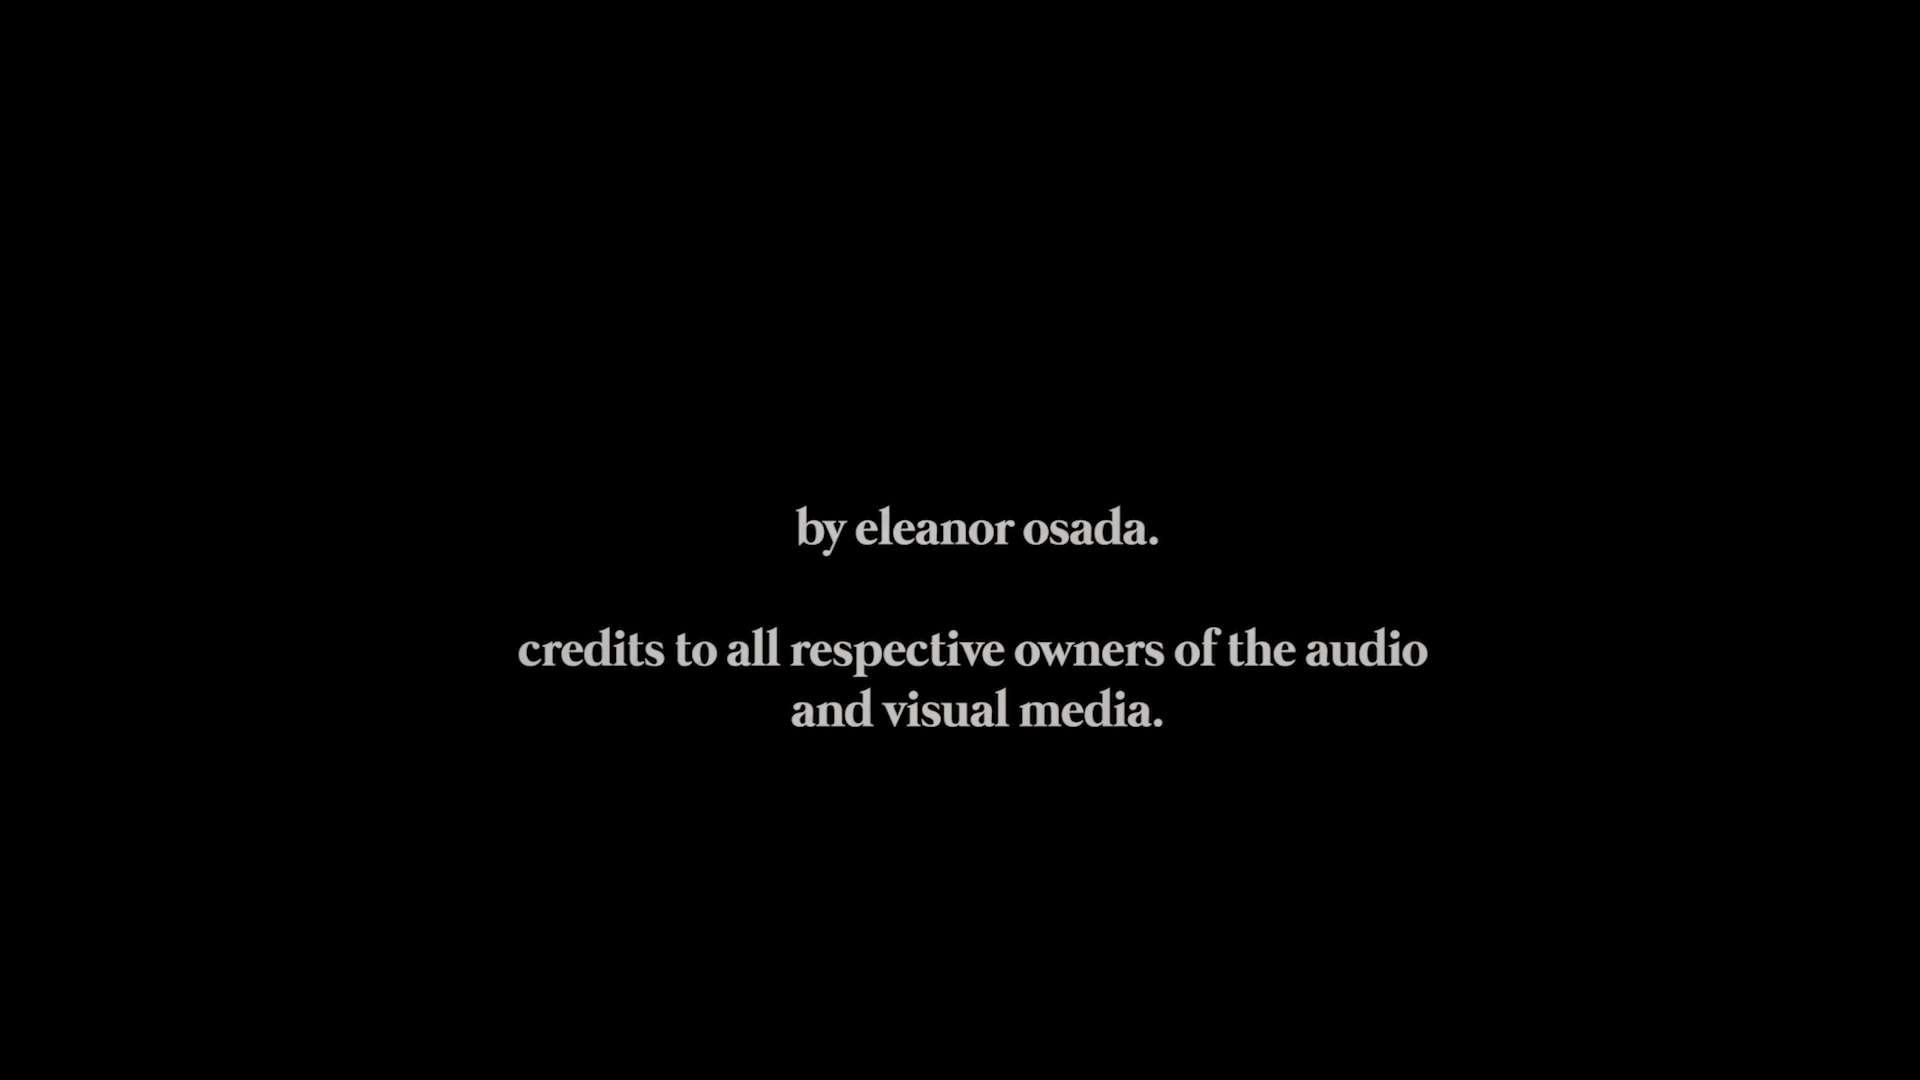 by eleanor osada.
credits to all respective owners of the audio
and visual media.